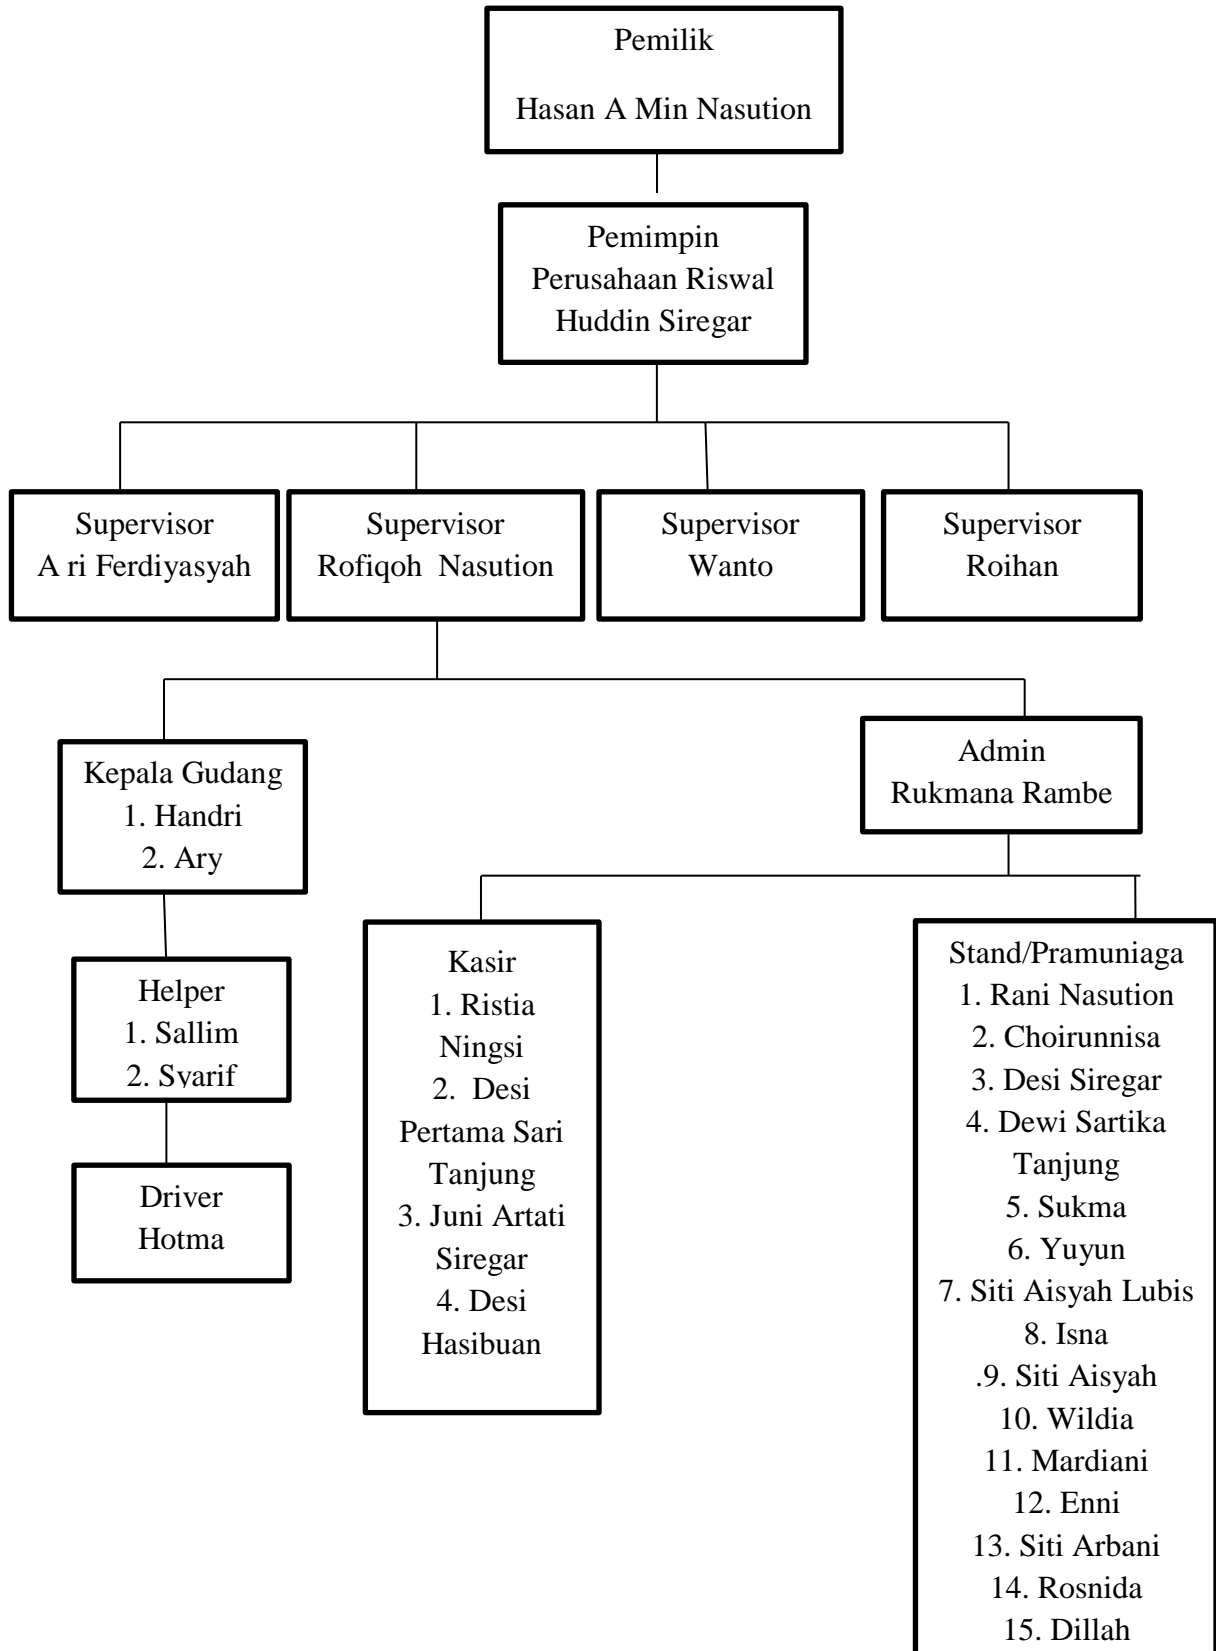 Pemilik
Hasan A Min Nasution
Pemimpin
Perusahaan Riswal
Huddin Siregar
Supervisor
A ri Ferdiyasyah
Supervisor
Rofiqoh Nasution
Supervisor
Wanto
Supervisor
Roihan
Kepala Gudang
1. Handri
2. Ary
Admin
Rukmana Rambe
Helper
1. Sallim
2. Syarif
Driver
Hotma
Kasir
1. Ristia
Ningsi
2. Desi
Pertama Sari
Tanjung
3. Juni Artati
Siregar
4. Desi
Hasibuan
Stand/Pramuniaga
1. Rani Nasution
2. Choirunnisa
3. Desi Siregar
4. Dewi Sartika
Tanjung
5. Sukma
6. Yuyun
7. Siti Aisyah Lubis
8. Isna
.9. Siti Aisyah
10. Wildia
11. Mardiani
12. Enni
13. Siti Arbani
14. Rosnida
15. Dillah